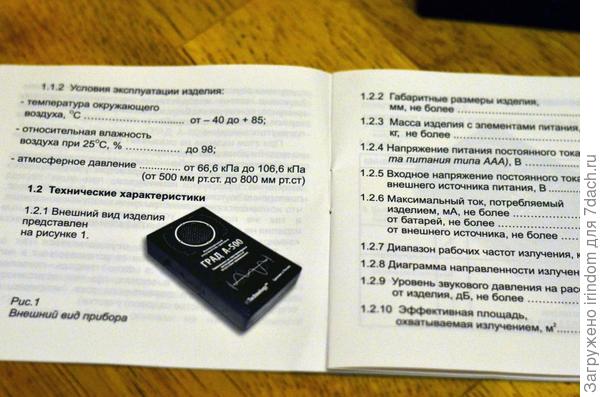 1.1.2 Условия эксплуатации изделия:
- температура окружающего
воздуха, °С .................... от – 40 до + 85;
- относительная влажность
воздуха при 25°С, % .............. до 98;
- атмосферное давление ............ от 66,6 кПа до 106,6 кПа
(от 500 мм рт.ст. до 800 мм рт.ст)
1.2 Технические характеристики
1.2.1 Внешний вид изделия
представлен
на рисунке 1.
ГРАД А-500
Рис.1
Внешний вид прибора
1.2.2 Габаритные размеры изделия,
мм, не более ..............................
1.2.3 Масса изделия с элементами питания,
кг, не более ..............................
1.2.4 Напряжение питания постоянного тока
та питания типа ААА), В ..............
1.2.5 Входное напряжение постоянного тока
внешнего источника питания, В .......
1.2.6 Максимальный ток, потребляемый
изделием, мА, не более ...............
от батарей, не более ...................
от внешнего источника, не более ....
1.2.7 Диапазон рабочих частот излучения, к
1.2.8 Диаграмма направленности излучен
1.2.9 Уровень звукового давления на рас
от изделия, дБ, не более ..............
1.2.10 Эффективная площадь,
охватываемая излучением, м² .....
Загружено irindom для 7dach.ru